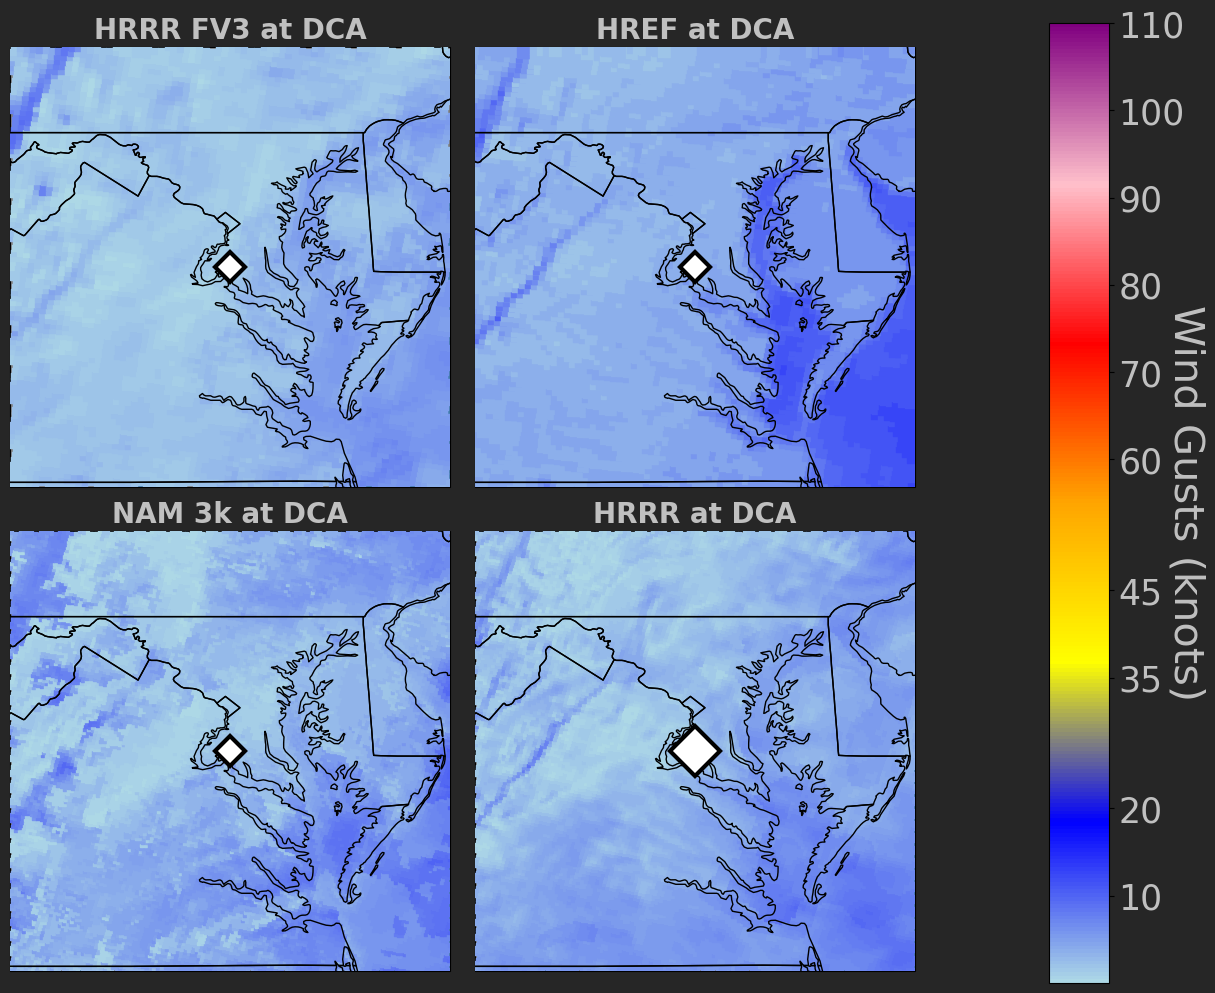 HRRR FV3 at DCA
HREF at DCA
NAM 3k at DCA
HRRR at DCA
110
100
90
80
70
60
45
35
20
10
Wind Gusts (knots)